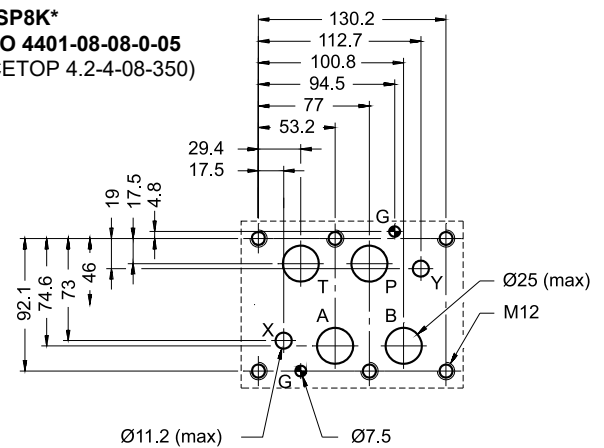 SP8K*
O 4401-08-08-0-05
CETOP 4.2-4-08-350)
130.2
112.7
100.8
94.5
77
53.2
29.4
17.5
19
17.5
4.8
92.1
74.6
73
46
G
T
P
Y
Ø25 (max)
M12
X
A
B
G
Ø11.2 (max)
Ø7.5